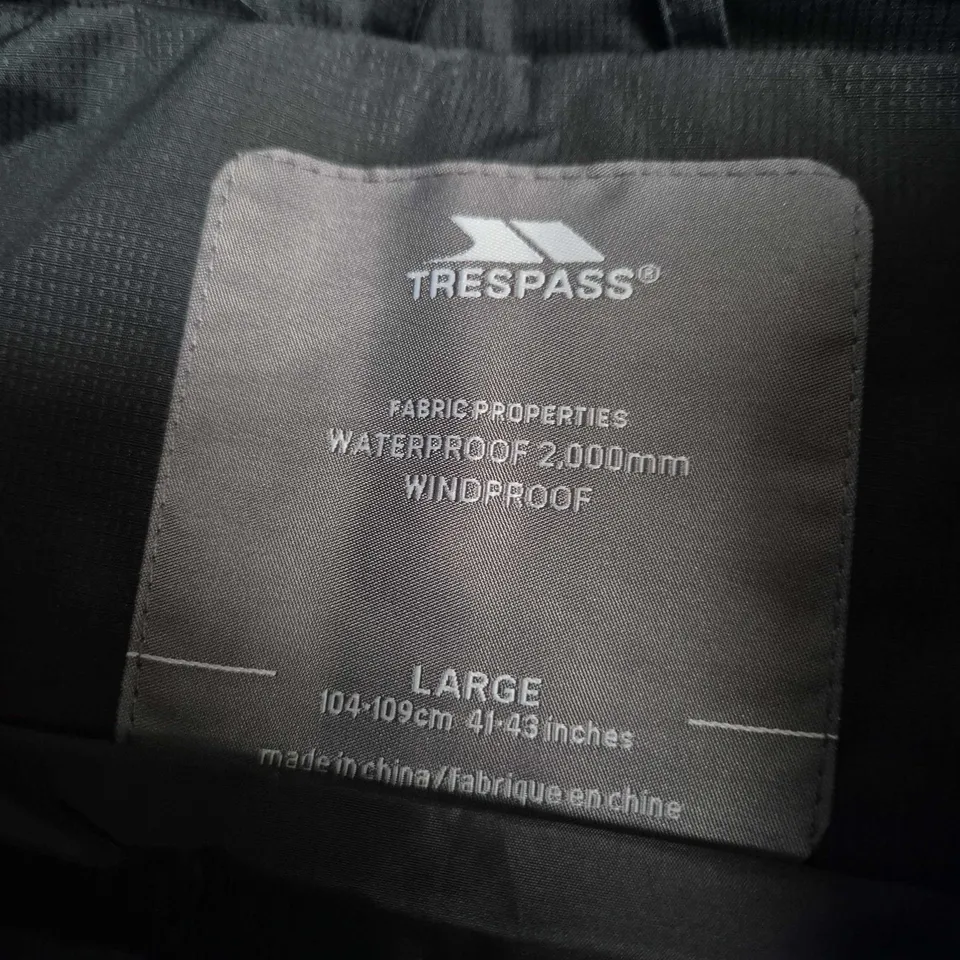 TRESPASS®
FABRIC PROPERTIES
WATERPROOF 2,000mm
WINDPROOF
LARGE
104-109cm 41-43 inches
made in china/fabrique en chine